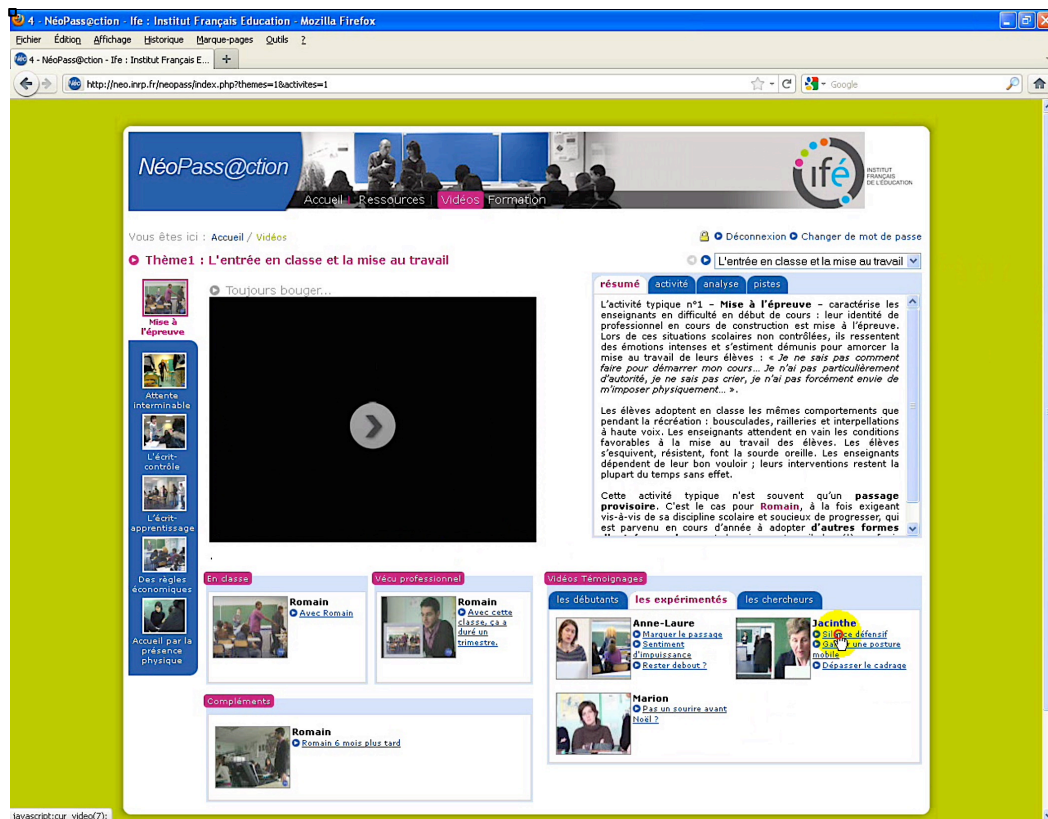 4 - NéoPass@ction - Ife : Institut Français Education - Mozilla Firefox
Fichier Édition Affichage Historique Marque-pages Outils ?
4 - NéoPass@ction - Ife : Institut Français E...
http://neo.inrp.fr/neopass/index.php?themes=1&activites=1
Google
NéoPass@ction
ifé
INSTITUT
FRANÇAIS
DE L'ÉDUCATION
Accueil | Ressources | Vidéos Formation
Vous êtes ici : Accueil / Vidéos
Déconnexion Changer de mot de passe
Thème1 : L'entrée en classe et la mise au travail
L'entrée en classe et la mise au travail
Mise à
l'épreuve
Attente
interminable
L'écrit-
contrôle
L'écrit-
apprentissage
Des règles
économiques
Accueil par la
présence
physique
Toujours bouger...
résumé activité analyse pistes
L'activité typique n°1 – Mise à l'épreuve – caractérise les
enseignants en difficulté en début de cours : leur identité de
professionnel en cours de construction est mise à l'épreuve.
Lors de ces situations scolaires non contrôlées, ils ressentent
des émotions intenses et s'estiment démunis pour amorcer la
mise au travail de leurs élèves : « Je ne sais pas comment
faire pour démarrer mon cours... Je n'ai pas particulièrement
d'autorité, je ne sais pas crier, je n'ai pas forcément envie de
m'imposer physiquement... ».
Les élèves adoptent en classe les mêmes comportements que
pendant la récréation : bousculades, railleries et interpellations
à haute voix. Les enseignants attendent en vain les conditions
favorables à la mise au travail des élèves. Les élèves
s'esquivent, résistent, font la sourde oreille. Les enseignants
dépendent de leur bon vouloir ; leurs interventions restent la
plupart du temps sans effet.
Cette activité typique n'est souvent qu'un passage
provisoire. C'est le cas pour Romain, à la fois exigeant
vis-à-vis de sa discipline scolaire et soucieux de progresser, qui
est parvenu en cours d'année à adopter d'autres formes
En classe
Romain
Avec Romain
Vécu professionnel
Romain
Avec cette
classe, ça a
duré un
trimestre.
Compléments
Romain
Romain 6 mois plus tard
Vidéos Témoignages
les débutants les expérimentés les chercheurs
Anne-Laure
Marquer le passage
Sentiment
d'impuissance
Rester debout ?
Jacinthe
Silence défensif
Garder une posture
mobile
Dépasser le cadrage
Marion
Pas un sourire avant
Noël ?
javascript:cur_video(7);